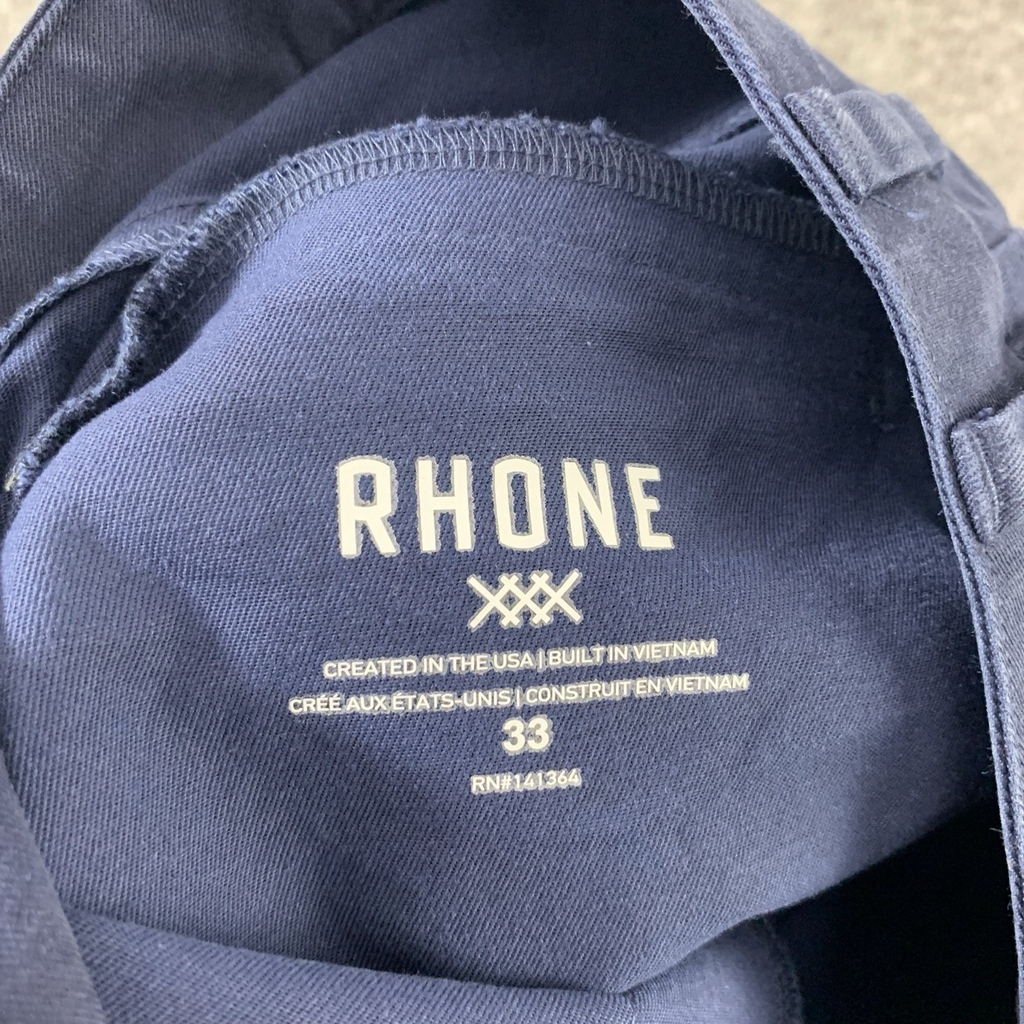 RHONE
CREATED IN THE USA | BUILT IN VIETNAM
CRÉÉ AUX ÉTATS-UNIS | CONSTRUIT EN VIETNAM
33
RN#141364